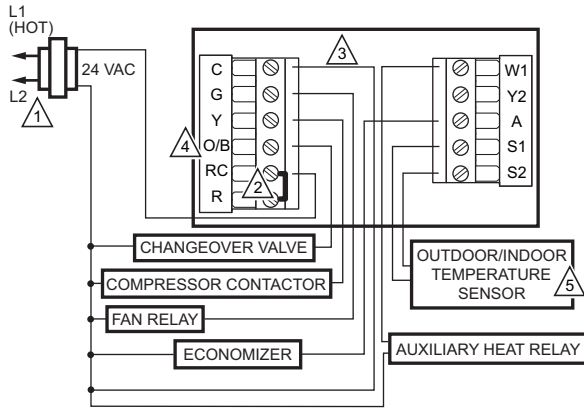 L1
(HOT)
L2
1
24 VAC
3
C
G
Y
4
O/B
RC
R
2
W1
Y2
A
S1
S2
CHANGEOVER VALVE
COMPRESSOR CONTACTOR
FAN RELAY
ECONOMIZER
OUTDOOR/INDOOR
TEMPERATURE
SENSOR
5
AUXILIARY HEAT RELAY